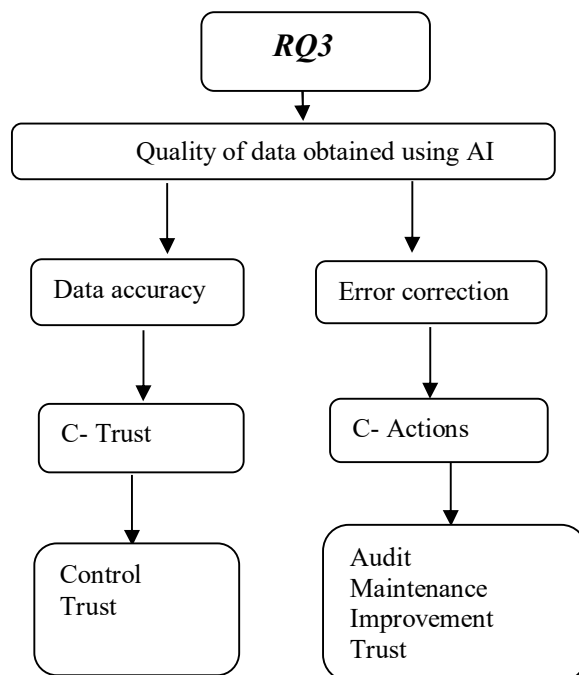 RQ3
Quality of data obtained using AI
Data accuracy
Error correction
C- Trust
C- Actions
Control
Trust
Audit
Maintenance
Improvement
Trust